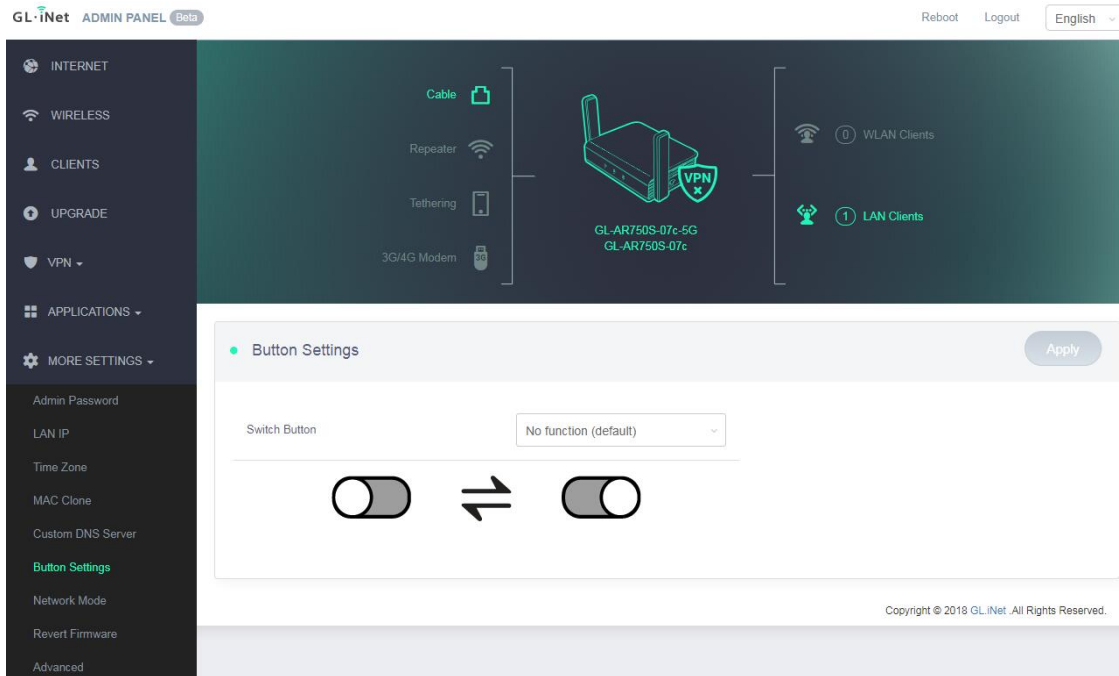 GL·iNet ADMIN PANEL Beta
Reboot Logout English
INTERNET
WIRELESS
CLIENTS
UPGRADE
VPN
APPLICATIONS
MORE SETTINGS
Admin Password
LAN IP
Time Zone
MAC Clone
Custom DNS Server
Button Settings
Network Mode
Revert Firmware
Advanced
Cable
Repeater
Tethering
3G/4G Modem
3G
VPN
GL-AR750S-07c-5G
GL-AR750S-07c
0 WLAN Clients
1 LAN Clients
Button Settings
Apply
Switch Button
No function (default)
Copyright © 2018 GL.iNet .All Rights Reserved.